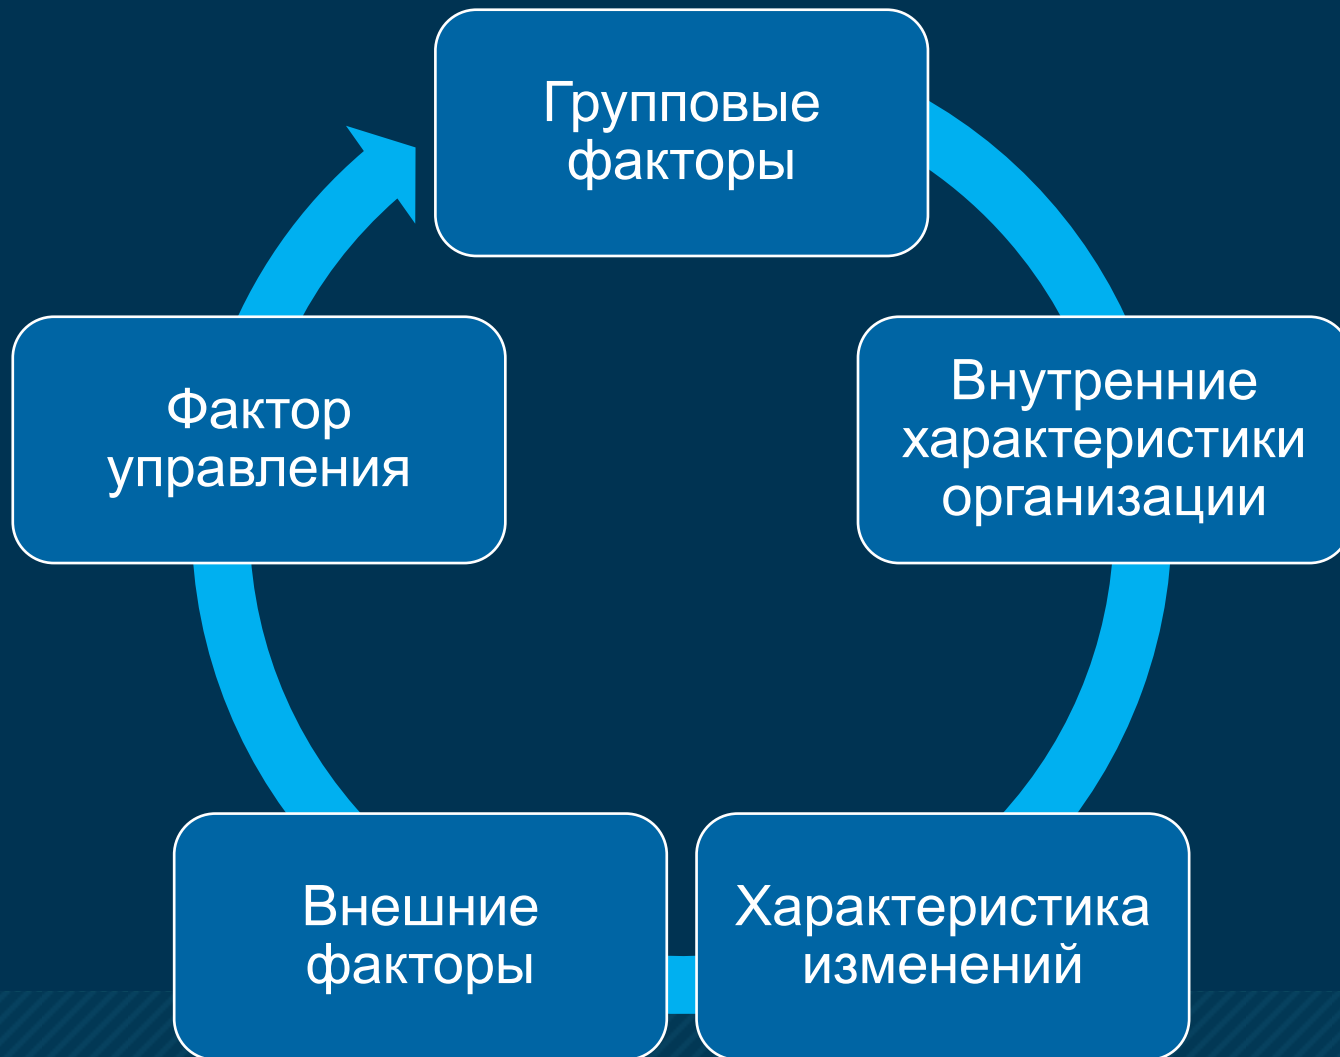 Групповые
факторы
Внутренние
характеристики
организации
Характеристика
изменений
Внешние
факторы
Фактор
управления